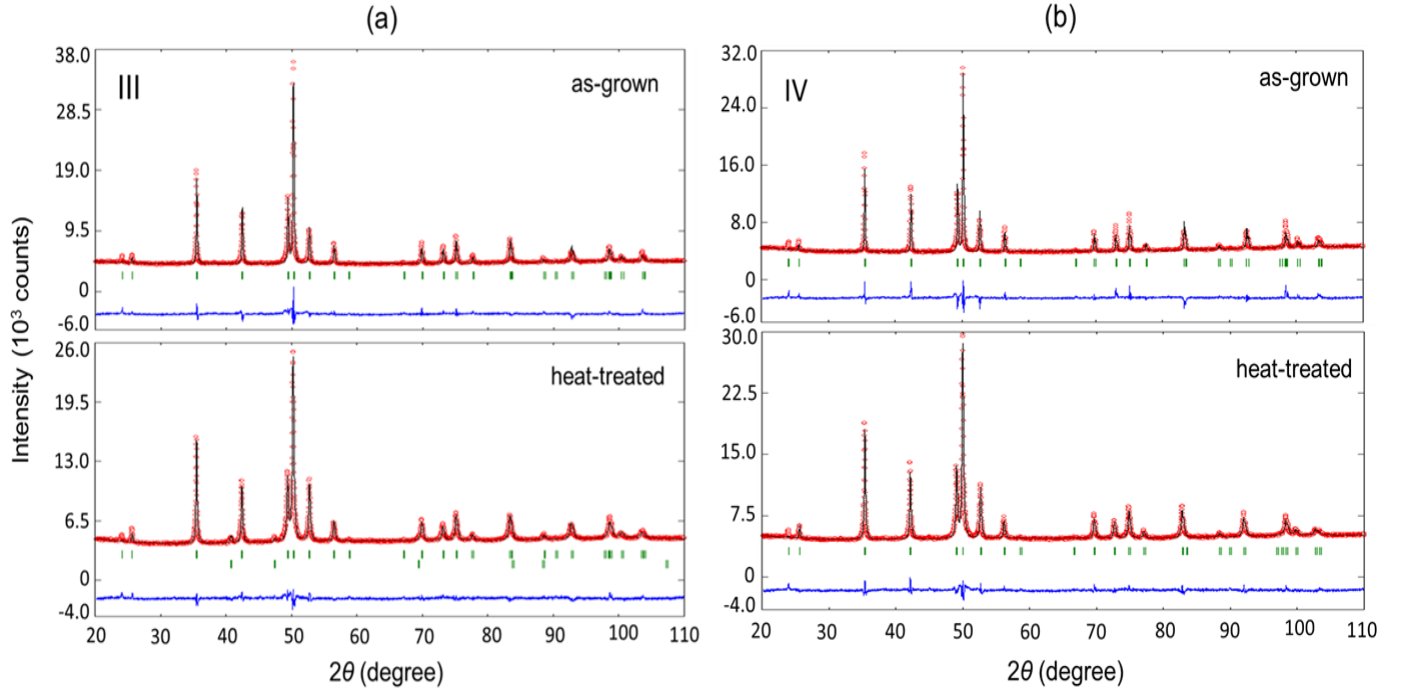 (a)
(b)
Intensity (10³ counts)
III
as-grown
38.0
28.5
19.0
9.5
0
-6.0
IV
as-grown
32.0
24.0
16.0
8.0
0
-6.0
heat-treated
26.0
19.5
13.0
6.5
0
-4.0
20 30 40 50 60 70 80 90 100 110
2θ (degree)
heat-treated
30.0
22.5
15.0
7.5
0
-4.0
20 30 40 50 60 70 80 90 100 110
2θ (degree)